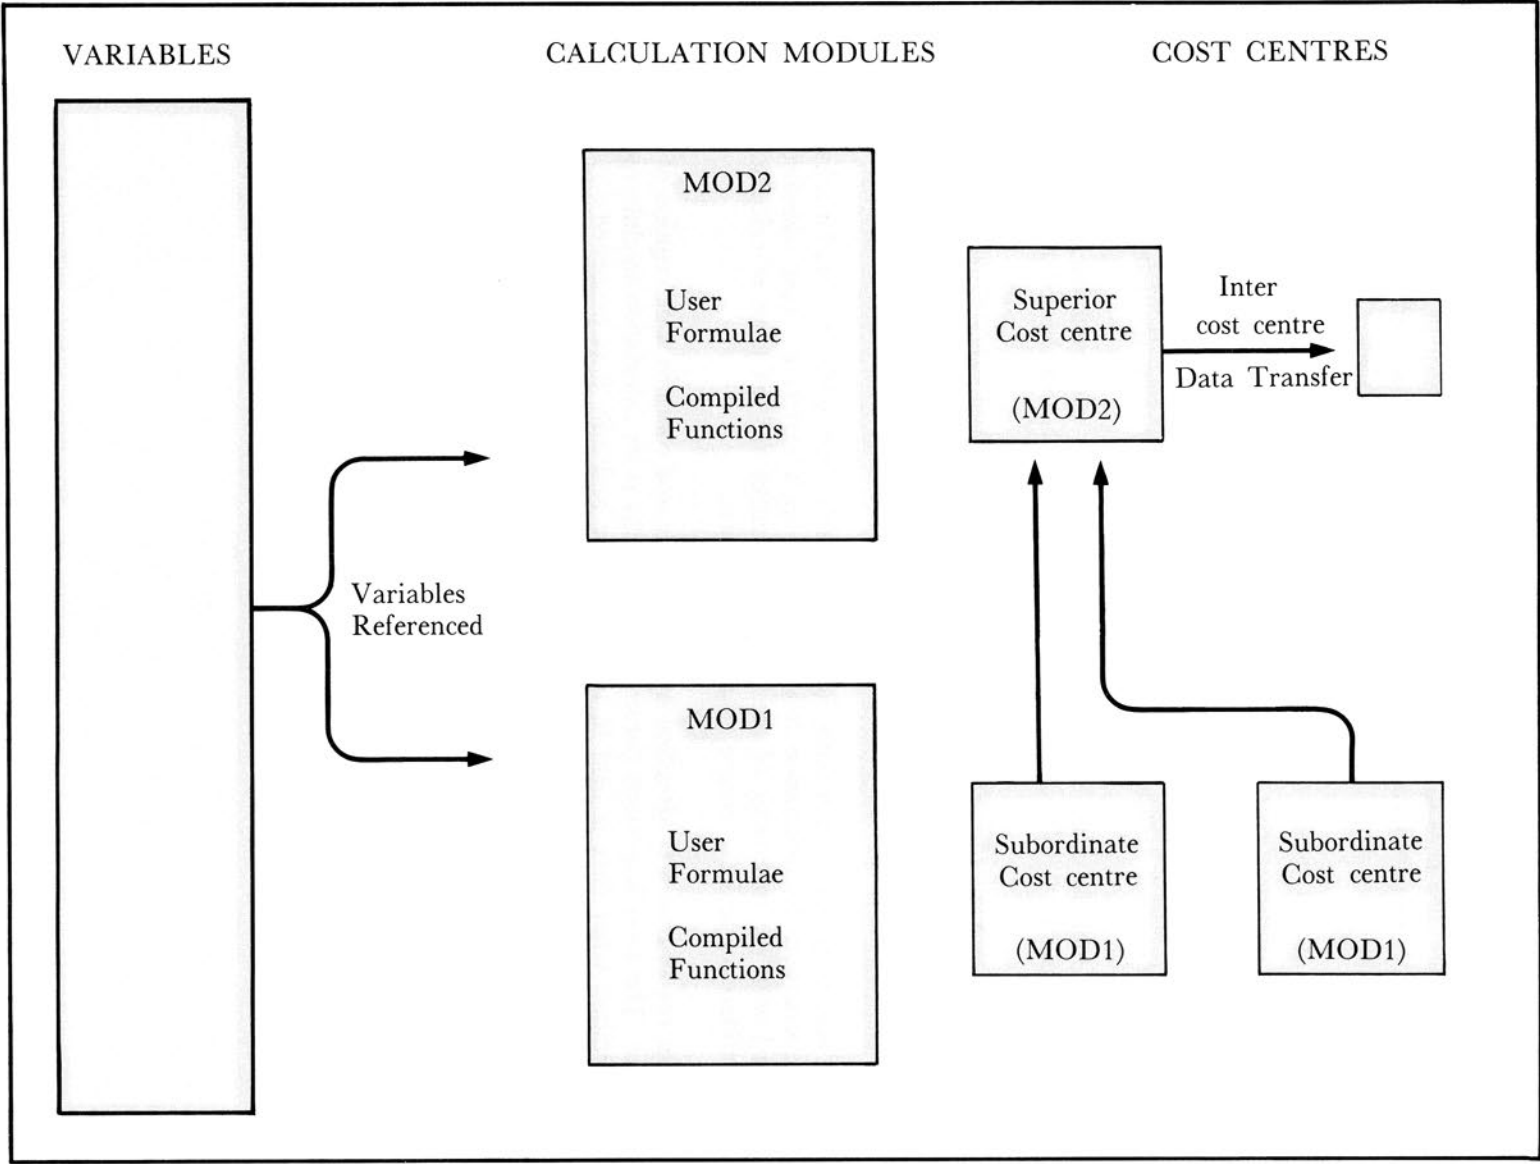 VARIABLES
CALCULATION MODULES
COST CENTRES
MOD2
User
Formulae
Compiled
Functions
Variables
Referenced
MOD1
User
Formulae
Compiled
Functions
Superior
Cost centre
(MOD2)
Inter
cost centre
Data Transfer
Subordinate
Cost centre
(MOD1)
Subordinate
Cost centre
(MOD1)